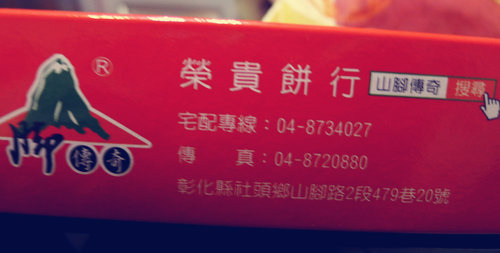 榮貴餅行 山腳傳奇 搜尋
宅配專線：04-8734027
傳 真：04-8720880
彰化縣社頭鄉山腳路2段479巷20號
®
腳傳奇